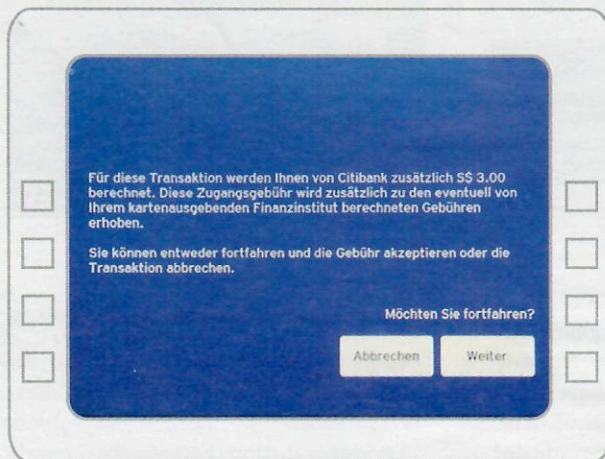 Für diese Transaktion werden Ihnen von Citibank zusätzlich S$ 3.00
berechnet. Diese Zugangsgebühr wird zusätzlich zu den eventuell von
Ihrem kartenausgebenden Finanzinstitut berechneten Gebühren
erhoben.
Sie können entweder fortfahren und die Gebühr akzeptieren oder die
Transaktion abbrechen.
Möchten Sie fortfahren?
Abbrechen Weiter